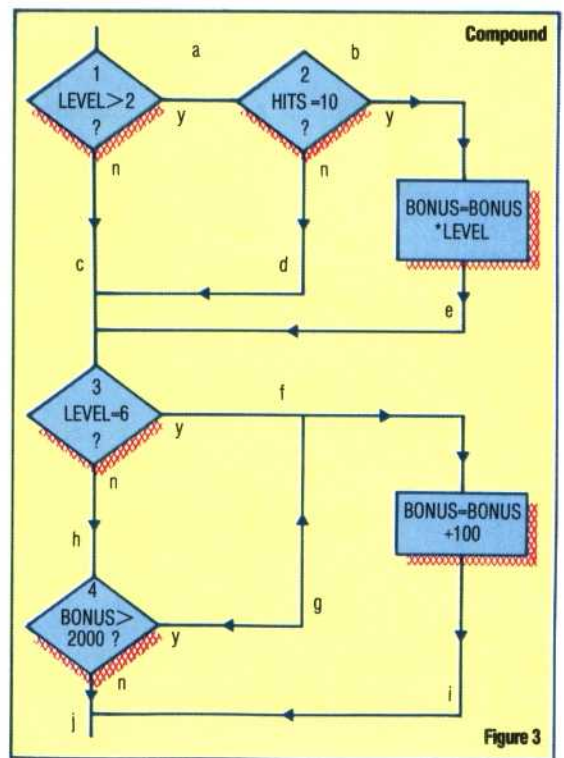 Compound
a
b
1
LEVEL>2
?
y
n
2
HITS =10
?
y
n
BONUS=BONUS
*LEVEL
c
d
e
3
LEVEL=6
?
y
n
f
BONUS=BONUS
+100
h
g
4
BONUS>
2000 ?
y
n
i
j
Figure 3